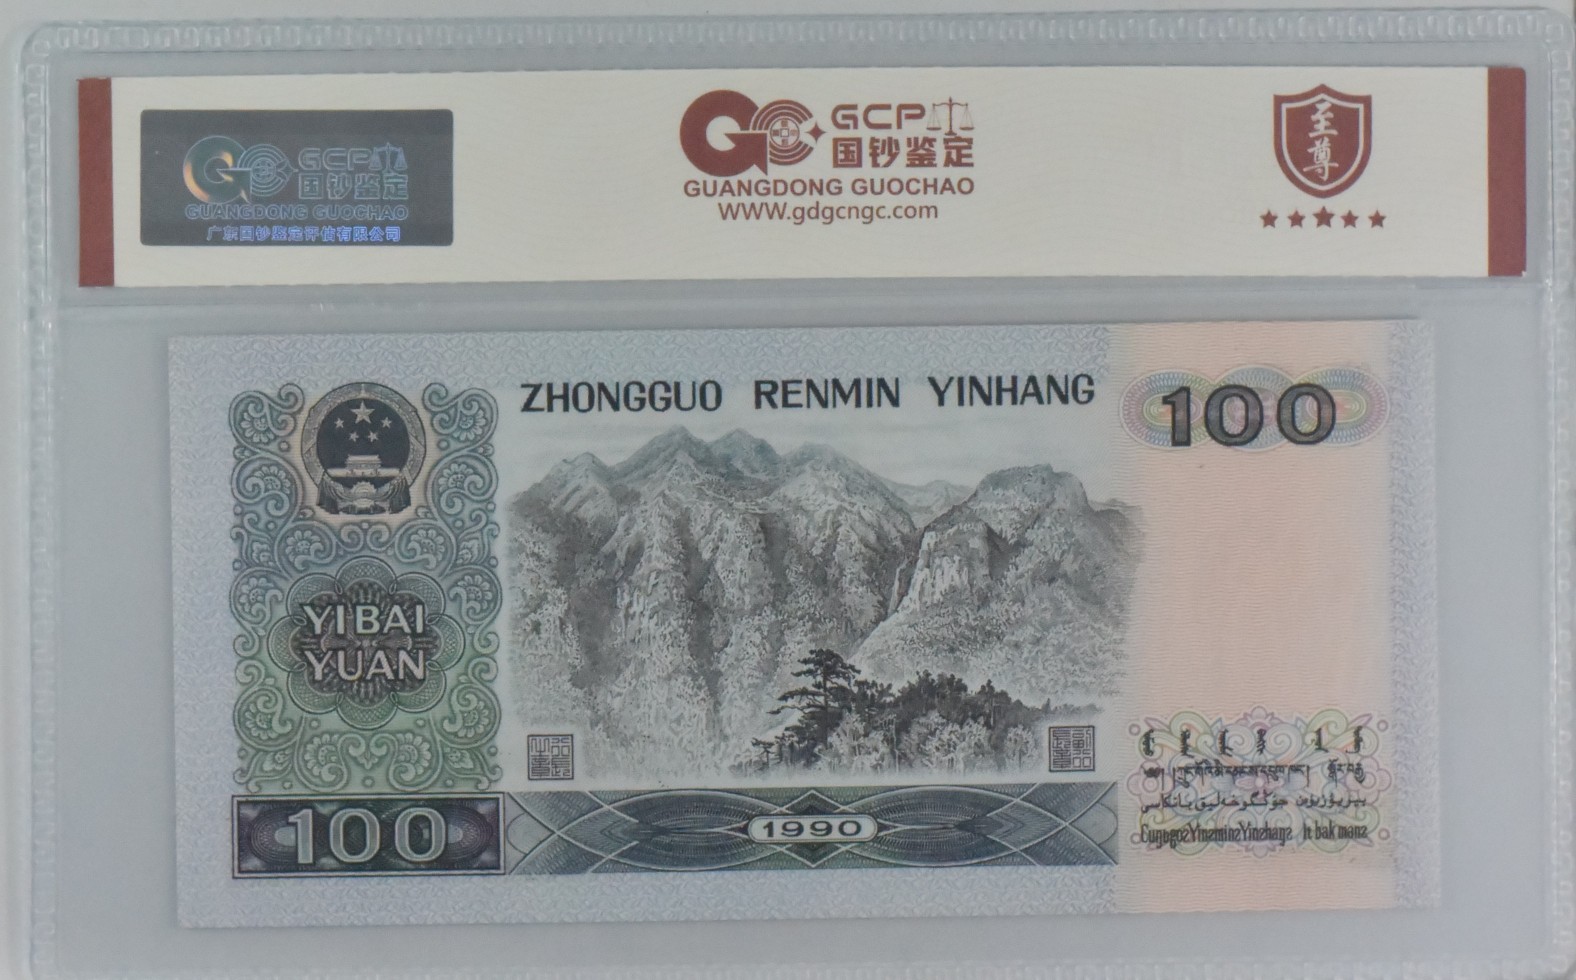 GCP
国钞鉴定
GUANGDONG GUOCHAO
广东国钞鉴定评估有限公司
GCP
国钞鉴定
GUANGDONG GUOCHAO
WWW.gdgcngc.com
至尊
ZHONGGUO RENMIN YINHANG
100
YIBAI
YUAN
100
1990